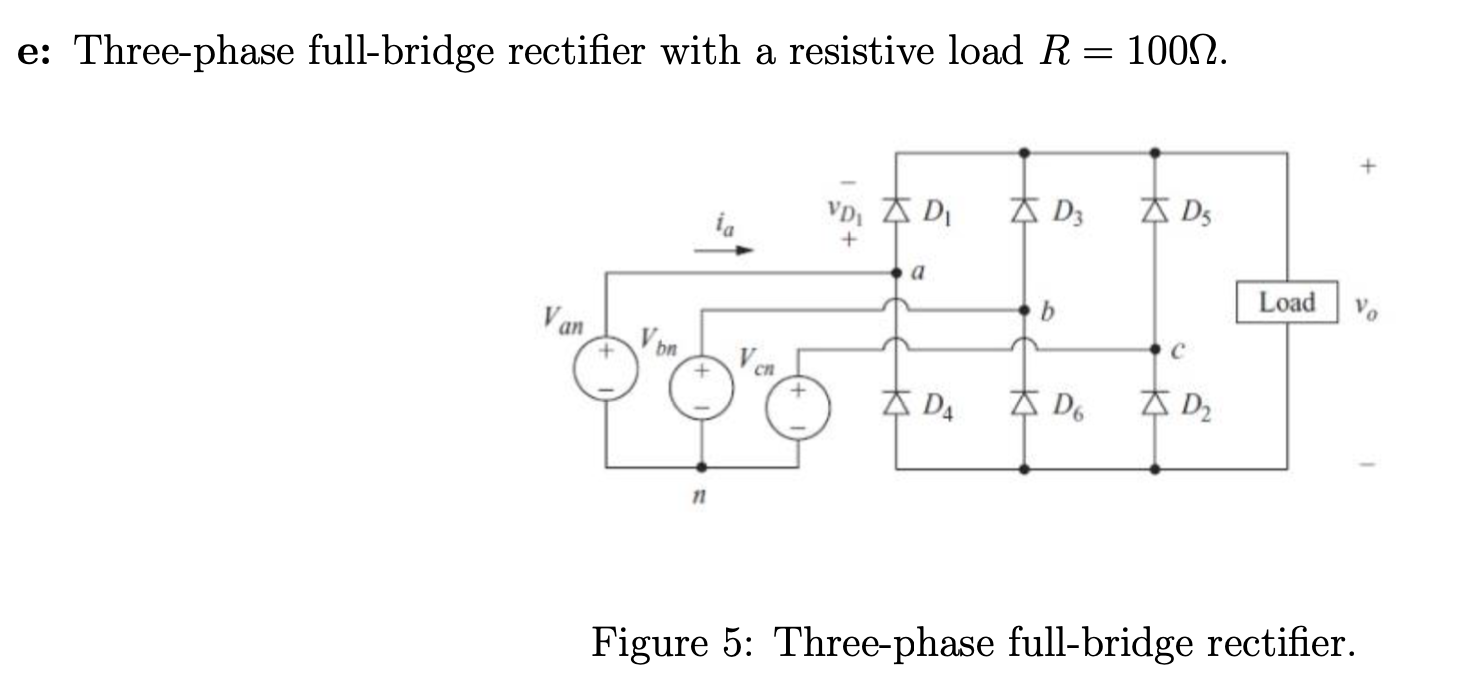 e: Three-phase full-bridge rectifier with a resistive load R = 100Ω.
+
−
v_D1 D1 D3 D5
+
i_a
a
Load v_o
V_an b
V_bn
V_cn c
+
−
+
−
+
−
D4 D6 D2
−
n
Figure 5: Three-phase full-bridge rectifier.